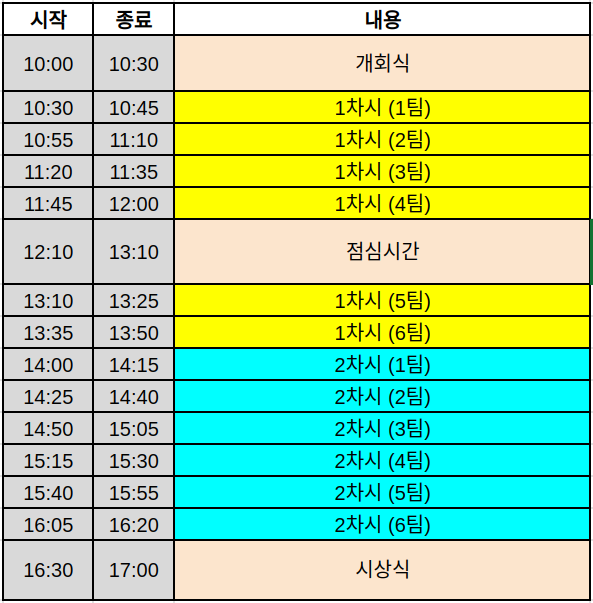 시작 종료 내용
10:00 10:30 개회식
10:30 10:45 1차시 (1팀)
10:55 11:10 1차시 (2팀)
11:20 11:35 1차시 (3팀)
11:45 12:00 1차시 (4팀)
12:10 13:10 점심시간
13:10 13:25 1차시 (5팀)
13:35 13:50 1차시 (6팀)
14:00 14:15 2차시 (1팀)
14:25 14:40 2차시 (2팀)
14:50 15:05 2차시 (3팀)
15:15 15:30 2차시 (4팀)
15:40 15:55 2차시 (5팀)
16:05 16:20 2차시 (6팀)
16:30 17:00 시상식